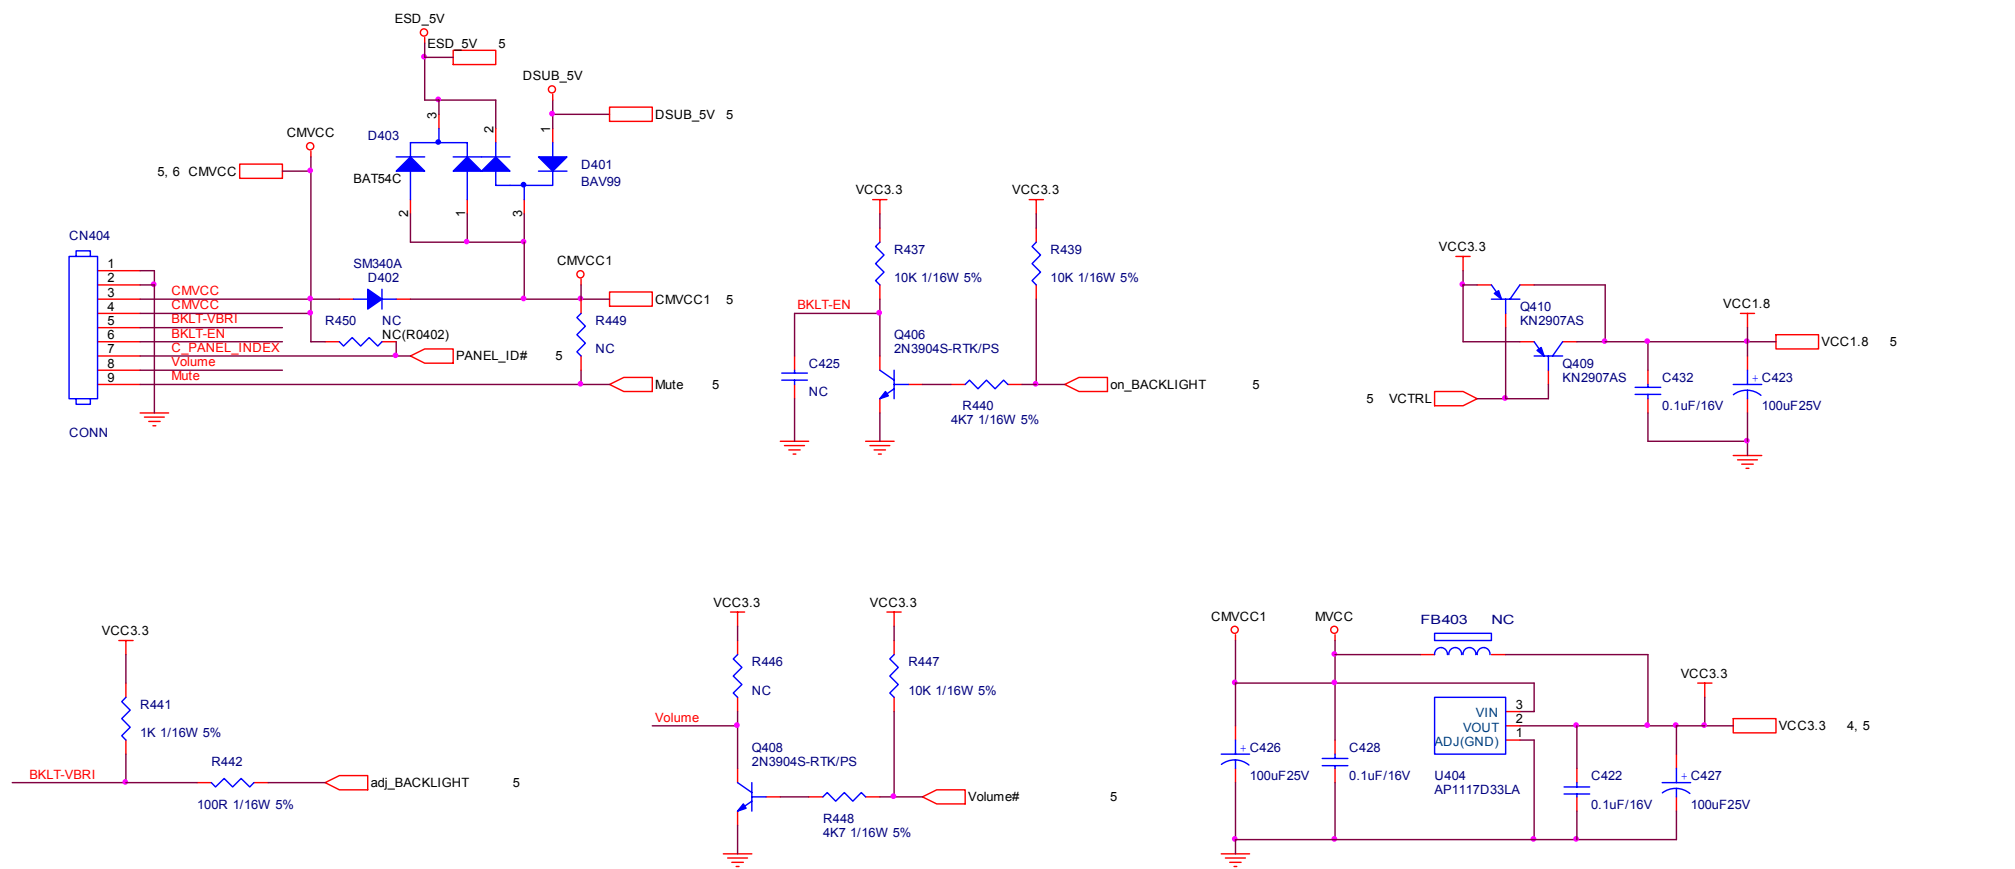 ESD_5V
ESD_5V 5
DSUB_5V
DSUB_5V 5
CMVCC
5, 6 CMVCC
D403
BAT54C
3
2
1
2
1
3
D401
BAV99
CN404
1
2
3
4
5
6
7
8
9
CMVCC
CMVCC
BKLT-VBRI
BKLT-EN
C_PANEL_INDEX
Volume
Mute
CONN
SM340A
D402
NC
R450
NC(R0402)
PANEL_ID# 5
CMVCC1
CMVCC1 5
R449
NC
Mute 5
VCC3.3
R437
10K 1/16W 5%
VCC3.3
R439
10K 1/16W 5%
BKLT-EN
Q406
2N3904S-RTK/PS
C425
NC
R440
4K7 1/16W 5%
on_BACKLIGHT 5
VCC3.3
Q410
KN2907AS
Q409
KN2907AS
5 VCTRL
VCC1.8
VCC1.8 5
C432
0.1uF/16V
+ C423
100uF25V
VCC3.3
R441
1K 1/16W 5%
BKLT-VBRI
R442
100R 1/16W 5%
adj_BACKLIGHT 5
VCC3.3
R446
NC
VCC3.3
R447
10K 1/16W 5%
Volume
Q408
2N3904S-RTK/PS
R448
4K7 1/16W 5%
Volume# 5
CMVCC1
MVCC
FB403 NC
VCC3.3
VIN 3
VOUT 2
ADJ(GND) 1
U404
AP1117D33LA
VCC3.3 4, 5
+ C426
100uF25V
C428
0.1uF/16V
C422
0.1uF/16V
+ C427
100uF25V